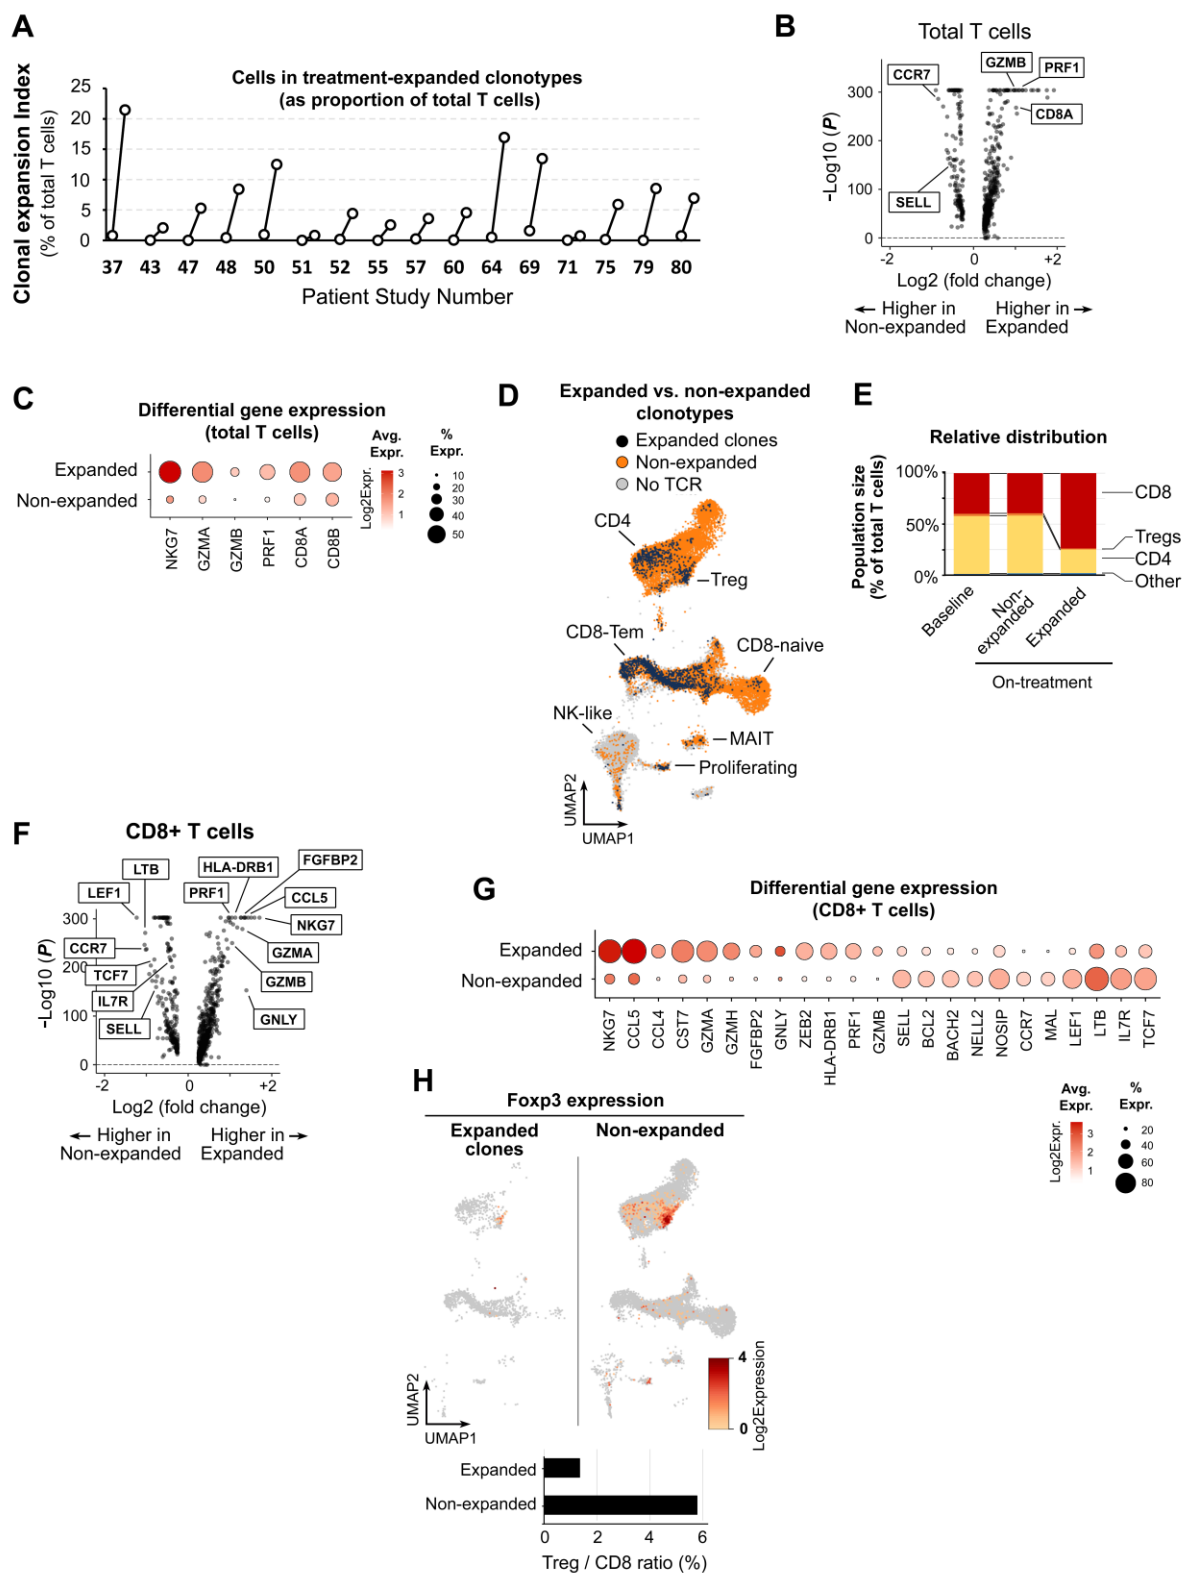 A
Cells in treatment-expanded clonotypes
(as proportion of total T cells)
Clonal expansion Index
(% of total T cells)
25
20
15
10
5
0
37 43 47 48 50 51 52 55 57 60 64 69 71 75 79 80
Patient Study Number
B
Total T cells
CCR7
GZMB
PRF1
CD8A
SELL
-Log10 (P)
300
200
100
0
-2 0 +2
Log2 (fold change)
← Higher in
Non-expanded
Higher in →
Expanded
C
Differential gene expression
(total T cells)
Expanded
Non-expanded
NKG7
GZMA
GZMB
PRF1
CD8A
CD8B
Avg.
Expr.
Log2Expr.
3
2
1
%
Expr.
10
20
30
40
50
D
Expanded vs. non-expanded
clonotypes
Expanded clones
Non-expanded
No TCR
CD4
Treg
CD8-Tem
CD8-naive
NK-like
MAIT
Proliferating
UMAP2
UMAP1
E
Relative distribution
Population size
(% of total T cells)
100%
50%
0%
CD8
Tregs
CD4
Other
Baseline
Non-
expanded
Expanded
On-treatment
F
CD8+ T cells
LTB
HLA-DRB1
FGFBP2
LEF1
PRF1
CCL5
NKG7
CCR7
GZMA
TCF7
GZMB
IL7R
SELL
GNLY
-Log10 (P)
300
200
100
0
-2 0 +2
Log2 (fold change)
← Higher in
Non-expanded
Higher in →
Expanded
G
Differential gene expression
(CD8+ T cells)
Expanded
Non-expanded
NKG7
CCL5
CCL4
CST7
GZMA
GZMH
FGFBP2
GNLY
ZEB2
HLA-DRB1
PRF1
GZMB
SELL
BCL2
BACH2
NELL2
NOSIP
CCR7
MAL
LEF1
LTB
IL7R
TCF7
Avg.
Expr.
Log2Expr.
3
2
1
%
Expr.
20
40
60
80
H
Foxp3 expression
Expanded
clones
Non-expanded
UMAP2
UMAP1
4
0
Log2Expression
Expanded
Non-expanded
0 2 4 6
Treg / CD8 ratio (%)